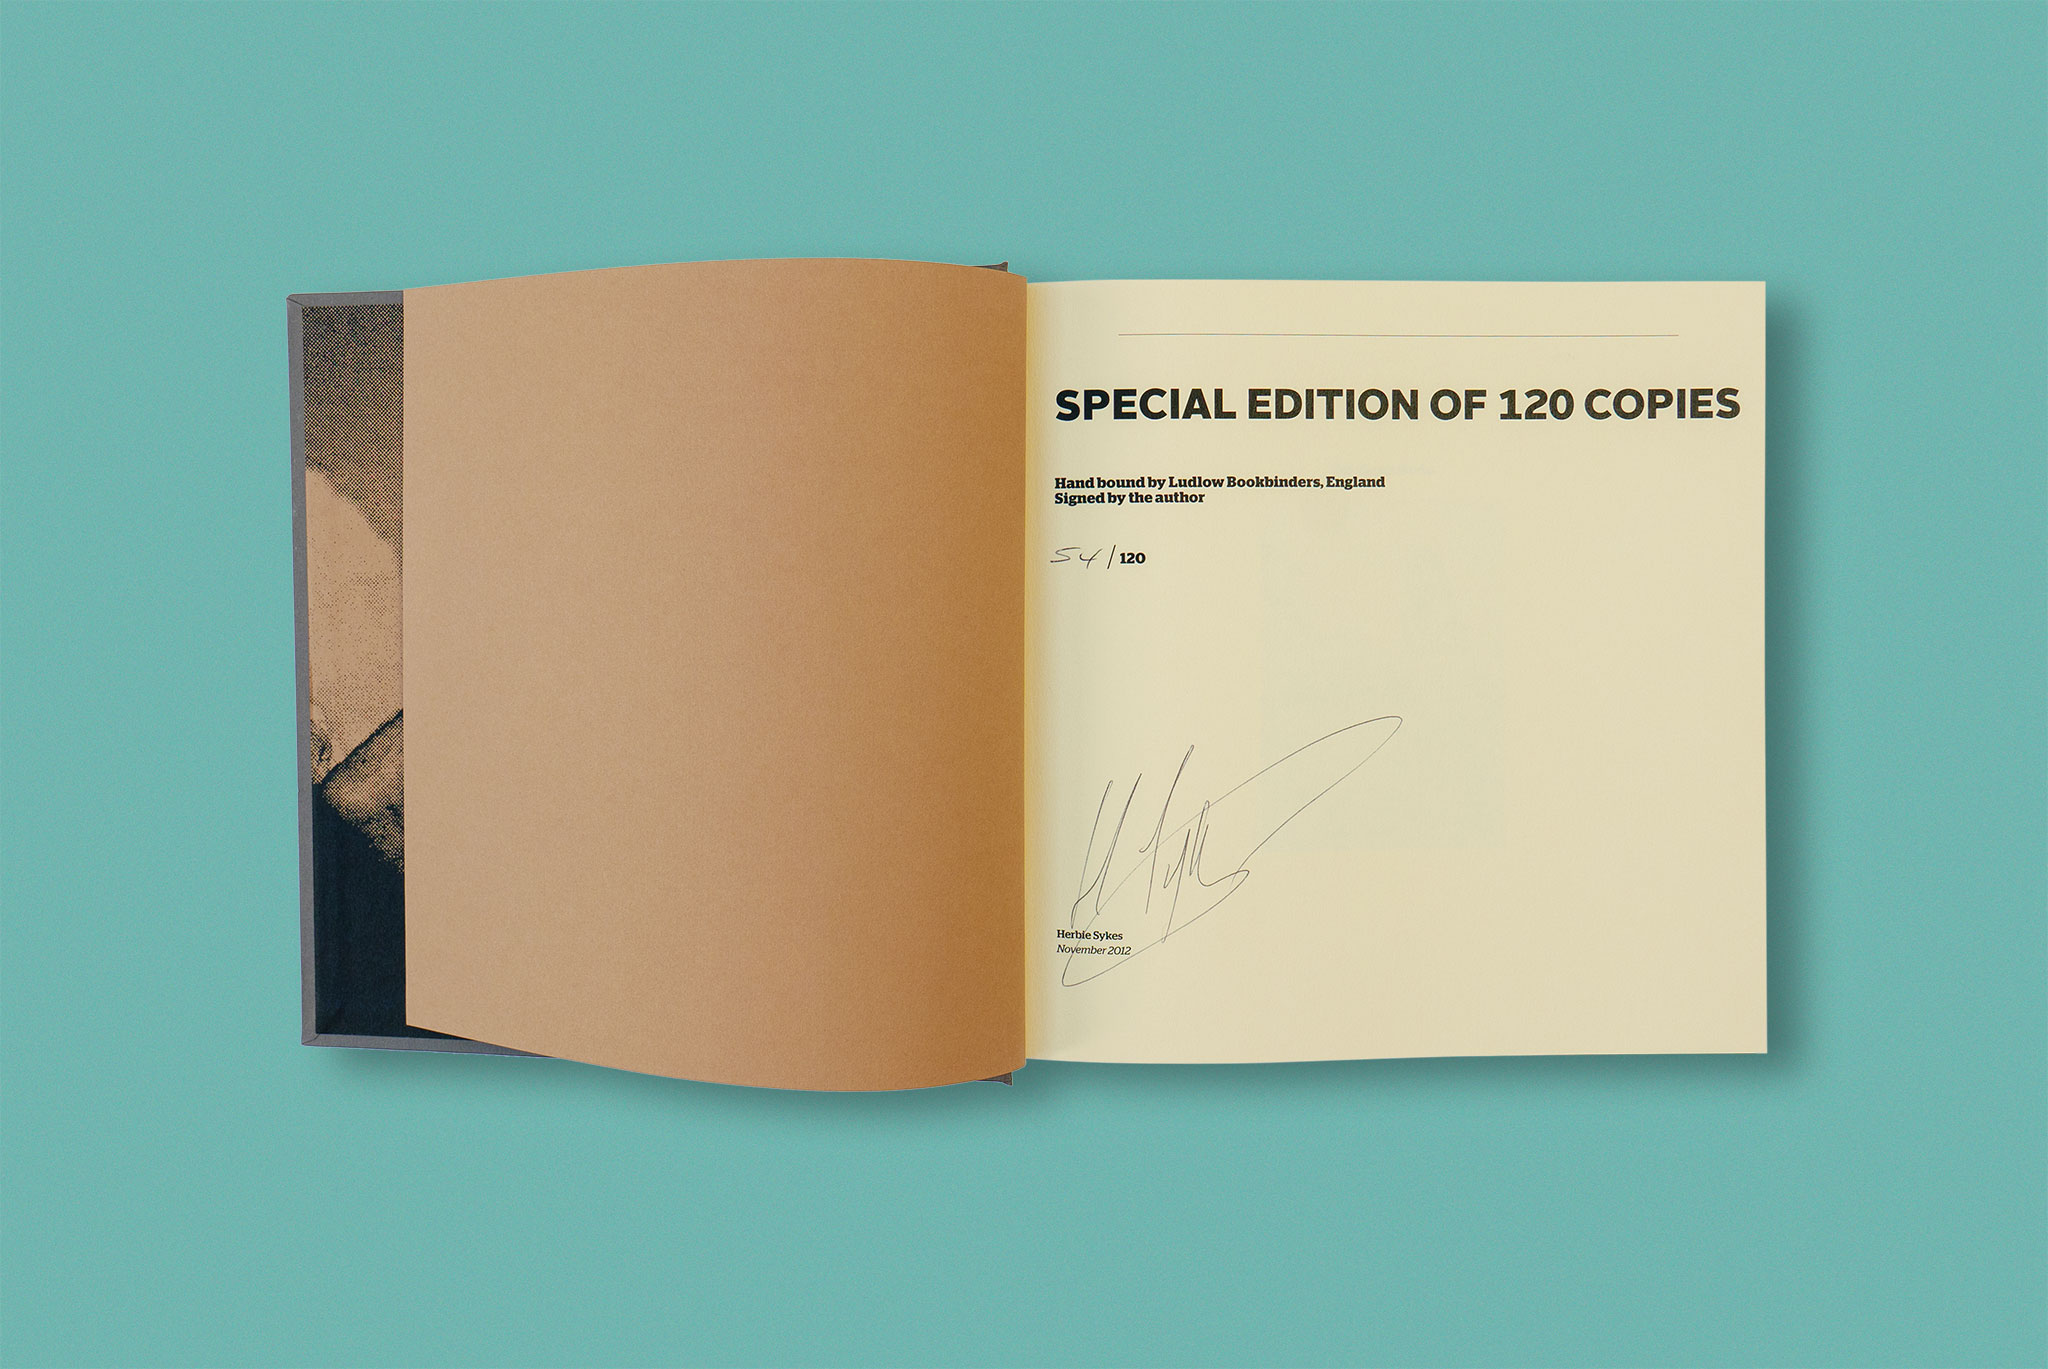 SPECIAL EDITION OF 120 COPIES
Hand bound by Ludlow Bookbinders, England
Signed by the author
54/120
Herbie Sykes
November 2012